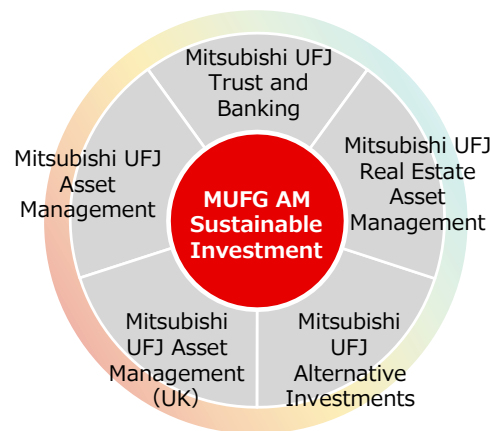 Mitsubishi UFJ
Trust and
Banking
Mitsubishi UFJ
Real Estate
Asset
Management
Mitsubishi
UFJ
Alternative
Investments
Mitsubishi
UFJ Asset
Management
(UK)
Mitsubishi UFJ
Asset
Management
MUFG AM
Sustainable
Investment